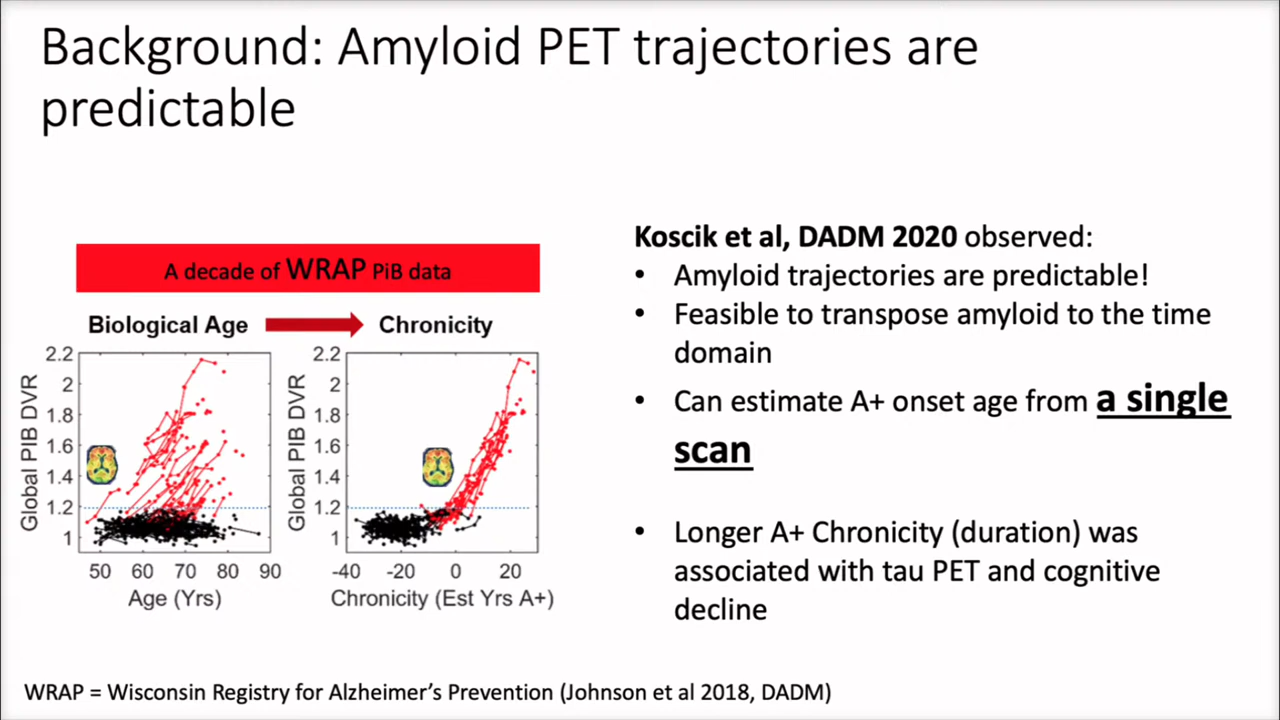 Background: Amyloid PET trajectories are
predictable
A decade of WRAP PiB data
Biological Age
Chronicity
Global PIB DVR
2.2
2
1.8
1.6
1.4
1.2
1
50 60 70 80 90
Age (Yrs)
Global PIB DVR
2.2
2
1.8
1.6
1.4
1.2
1
-40 -20 0 20
Chronicity (Est Yrs A+)
Koscik et al, DADM 2020 observed:
• Amyloid trajectories are predictable!
• Feasible to transpose amyloid to the time
domain
• Can estimate A+ onset age from a single
scan
• Longer A+ Chronicity (duration) was
associated with tau PET and cognitive
decline
WRAP = Wisconsin Registry for Alzheimer’s Prevention (Johnson et al 2018, DADM)